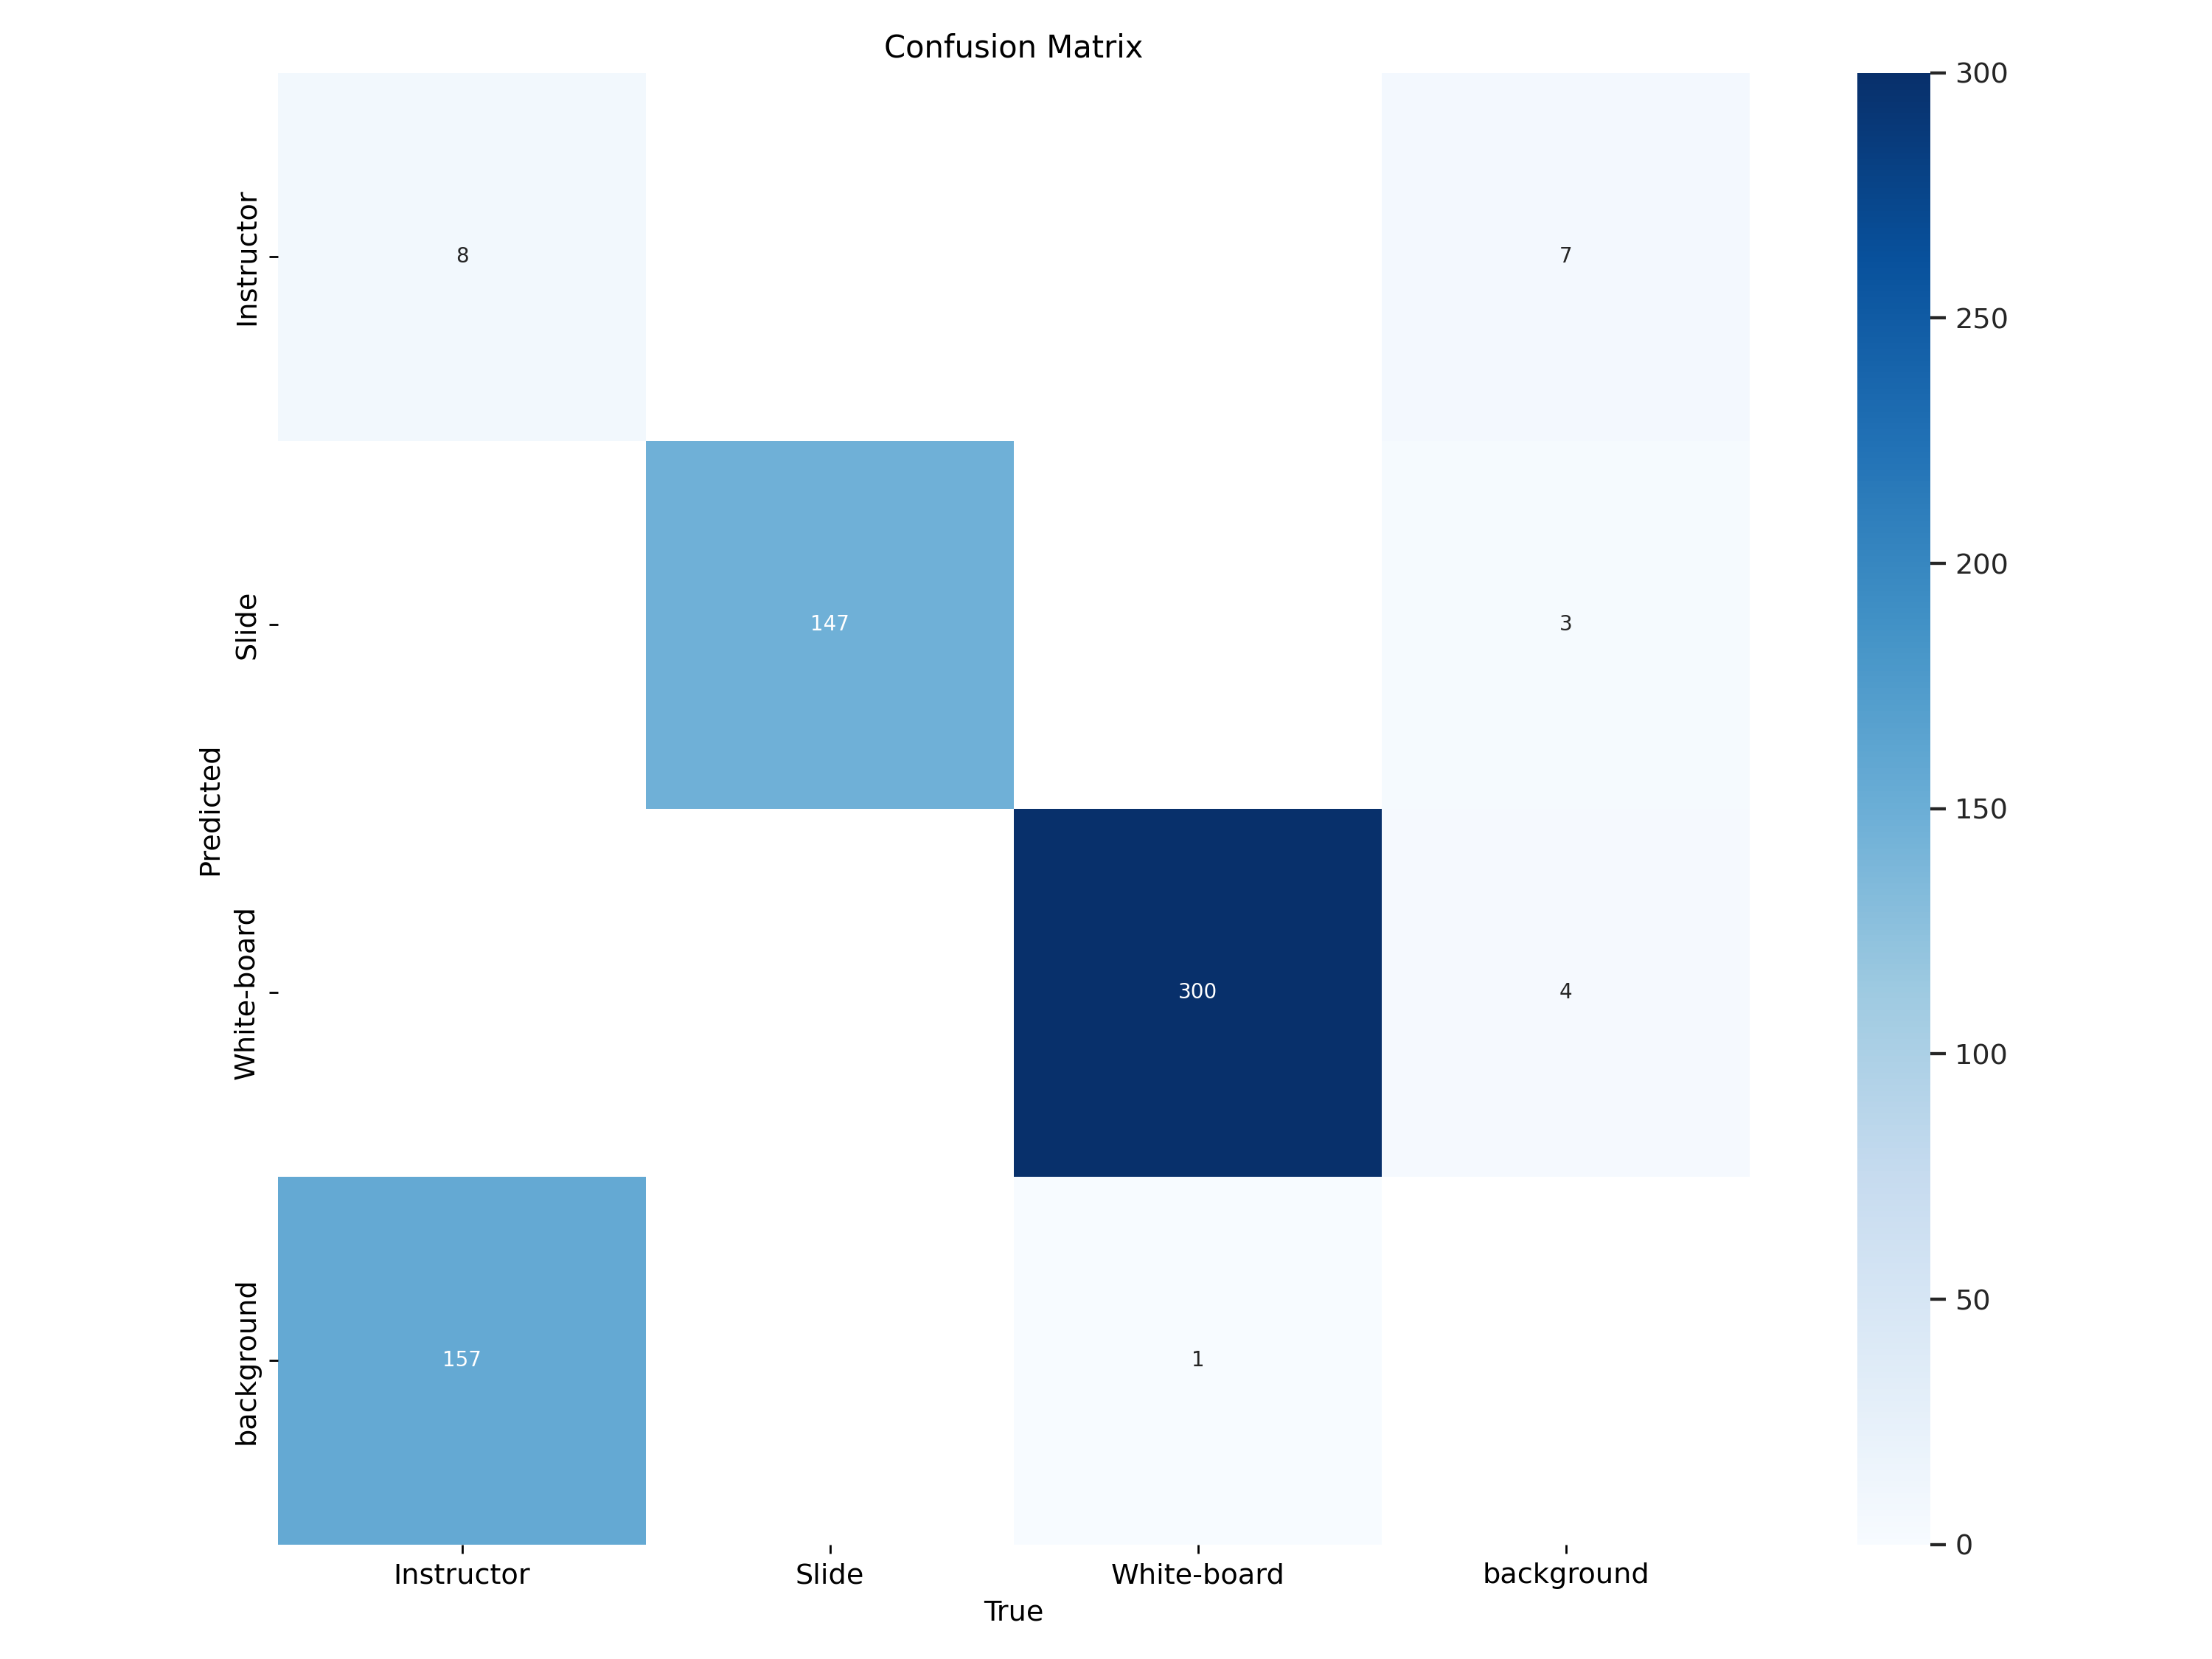 Confusion Matrix
Instructor
8
7
Slide
147
3
Predicted
White-board
300
4
background
157
1
Instructor
Slide
White-board
background
True
300
250
200
150
100
50
0